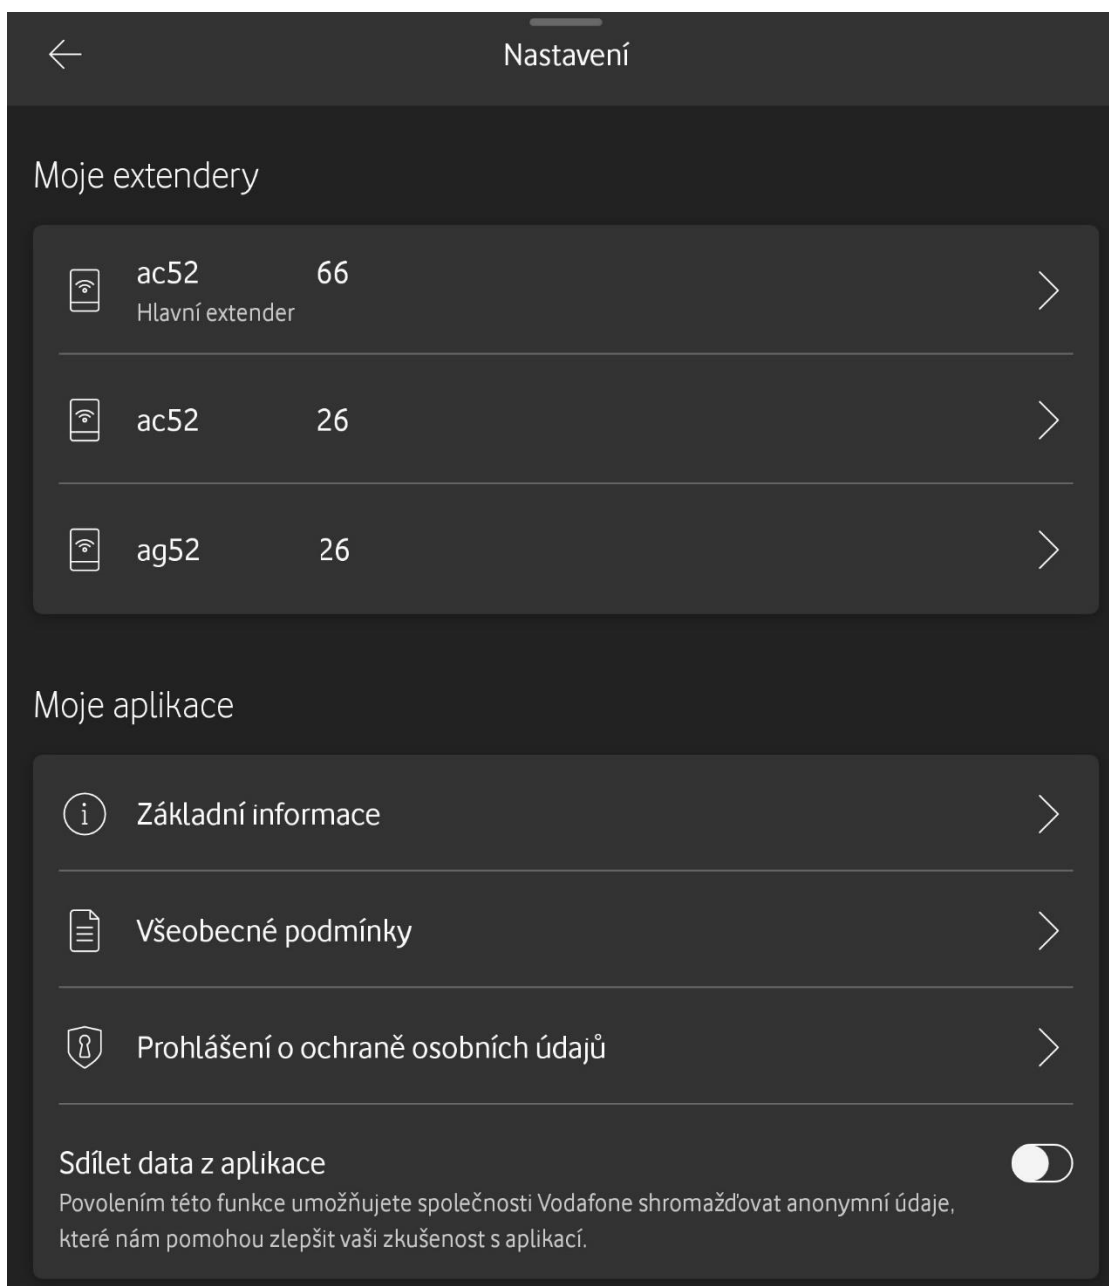 Nastavení
Moje extendery
ac52 66
Hlavní extender
ac52 26
ag52 26
Moje aplikace
Základní informace
Všeobecné podmínky
Prohlášení o ochraně osobních údajů
Sdílet data z aplikace
Povolením této funkce umožňujete společnosti Vodafone shromažďovat anonymní údaje,
které nám pomohou zlepšit vaši zkušenost s aplikací.